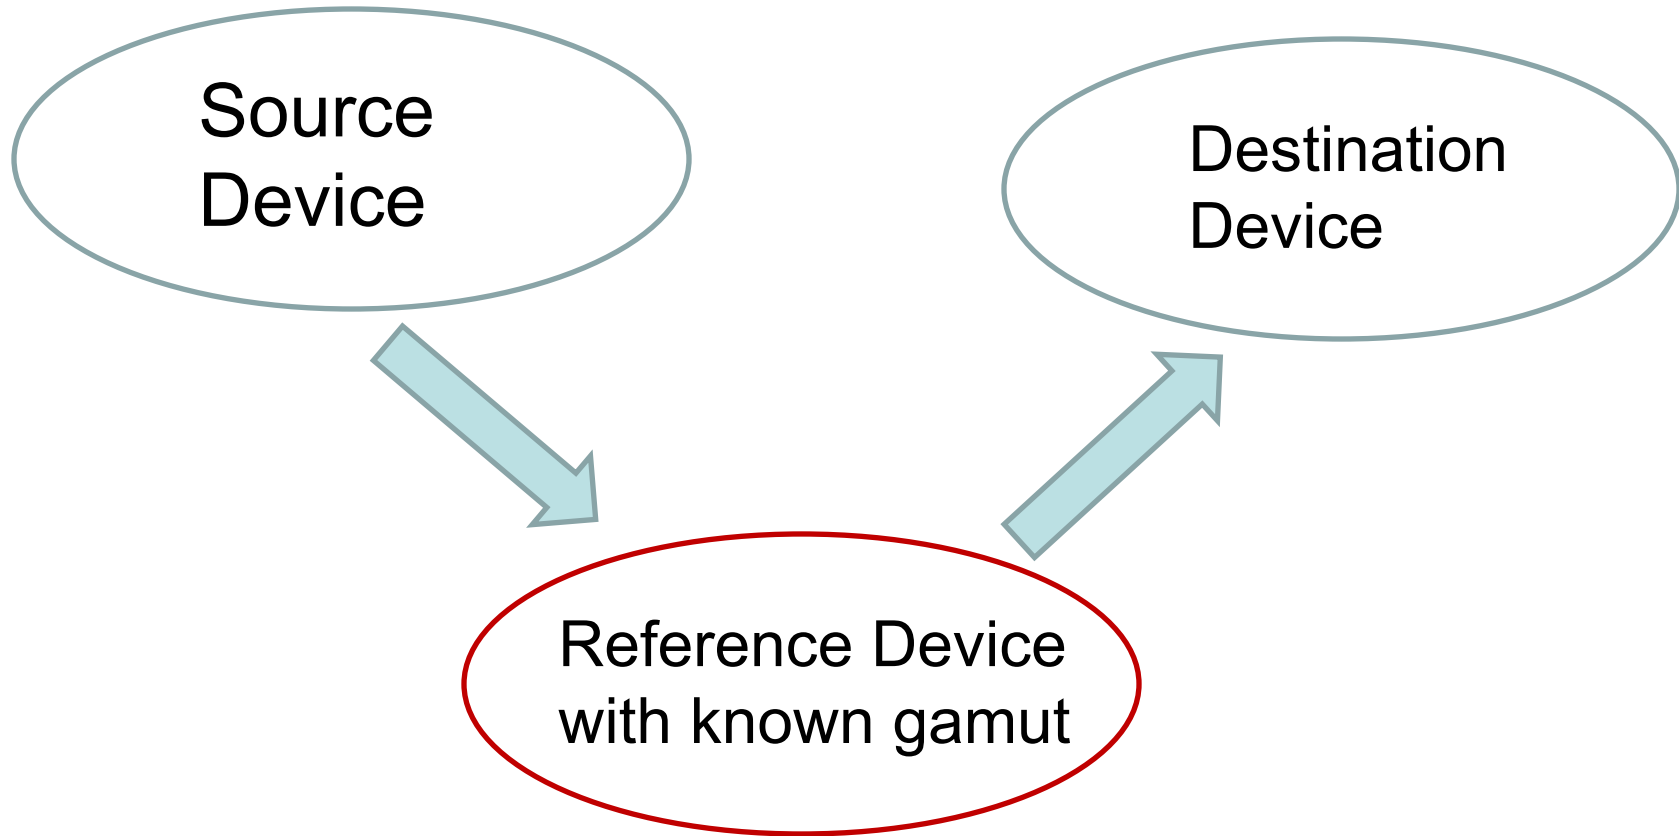 Source
Device
Destination
Device
Reference Device
with known gamut